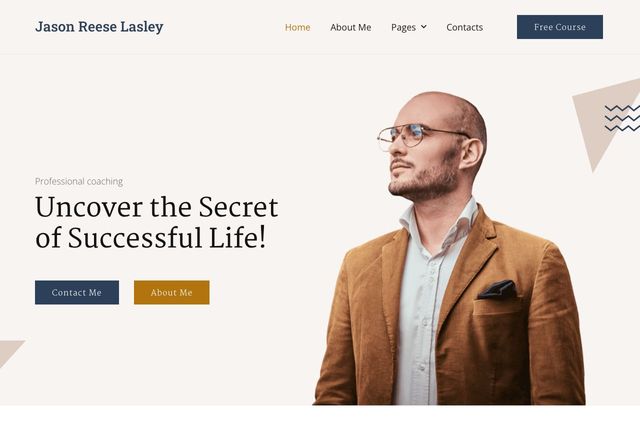 Jason Reese Lasley
Home
About Me
Pages
Contacts
Free Course
Professional coaching
Uncover the Secret
of Successful Life!
Contact Me
About Me